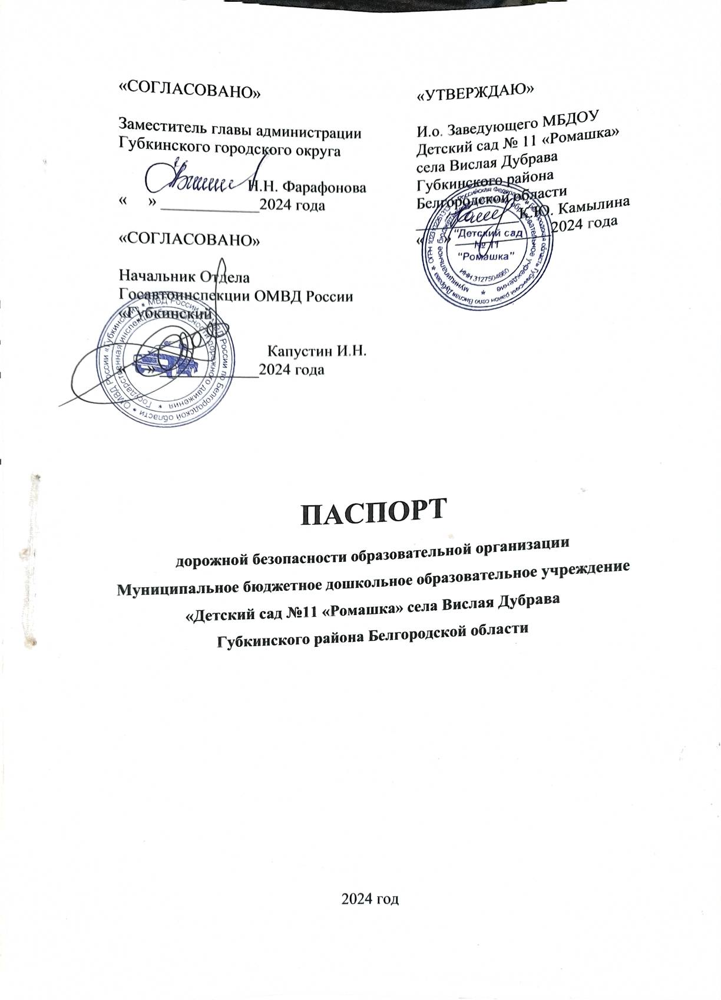 «СОГЛАСОВАНО»
Заместитель главы администрации
Губкинского городского округа
Н.Н. Фарафонова
« » ____________2024 года
«СОГЛАСОВАНО»
Начальник Отдела
Госавтоинспекции ОМВД России
«Губкинский
Капустин И.Н.
« » ____________2024 года
«УТВЕРЖДАЮ»
И.о. Заведующего МБДОУ
Детский сад № 11 «Ромашка»
села Вислая Дубрава
Губкинского района
Белгородской области
К.Ю. Камылина
« » ____________2024 года
"Детский сад
№ 11
"Ромашка"
ИНН 3127504660
ПАСПОРТ
дорожной безопасности образовательной организации
Муниципальное бюджетное дошкольное образовательное учреждение
«Детский сад №11 «Ромашка» села Вислая Дубрава
Губкинского района Белгородской области
2024 год